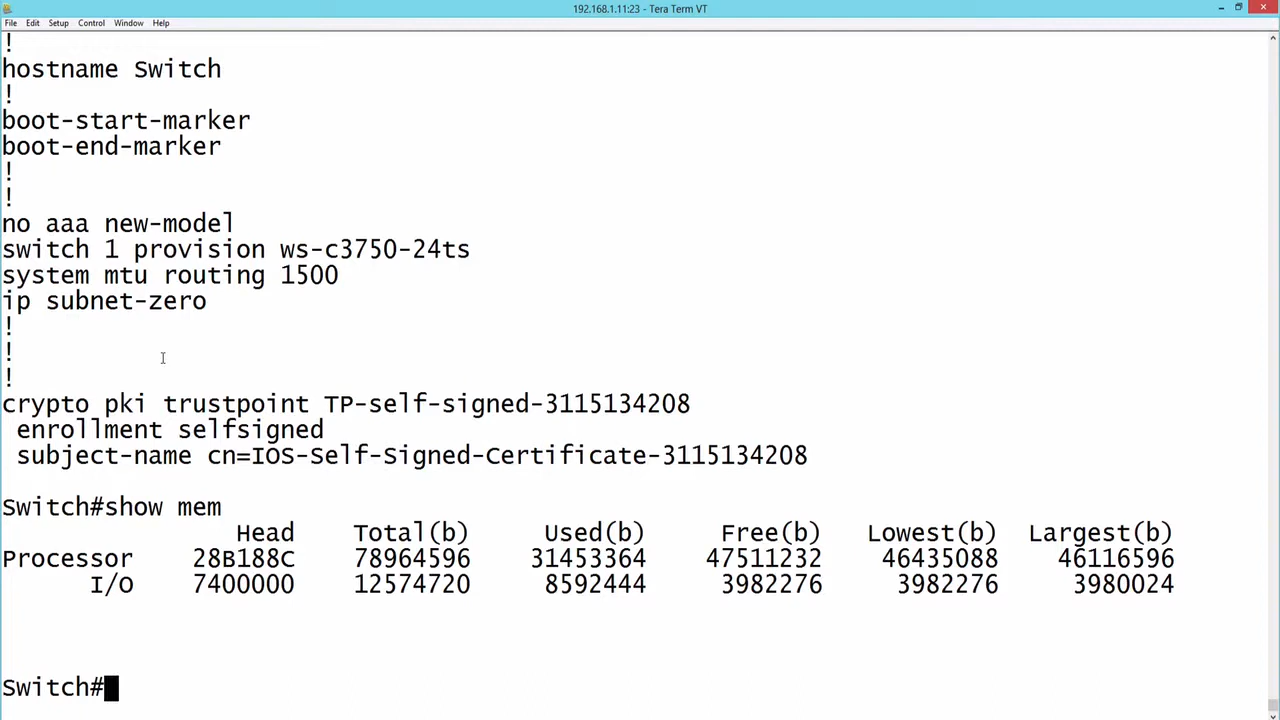 192.168.1.11:23 - Tera Term VT
File Edit Setup Control Window Help
!
hostname Switch
!
boot-start-marker
boot-end-marker
!
!
no aaa new-model
switch 1 provision ws-c3750-24ts
system mtu routing 1500
ip subnet-zero
!
!
!
crypto pki trustpoint TP-self-signed-3115134208
 enrollment selfsigned
 subject-name cn=IOS-Self-Signed-Certificate-3115134208
Switch#show mem
Head Total(b) Used(b) Free(b) Lowest(b) Largest(b)
Processor 28B188C 78964596 31453364 47511232 46435088 46116596
I/O 7400000 12574720 8592444 3982276 3982276 3980024
Switch#